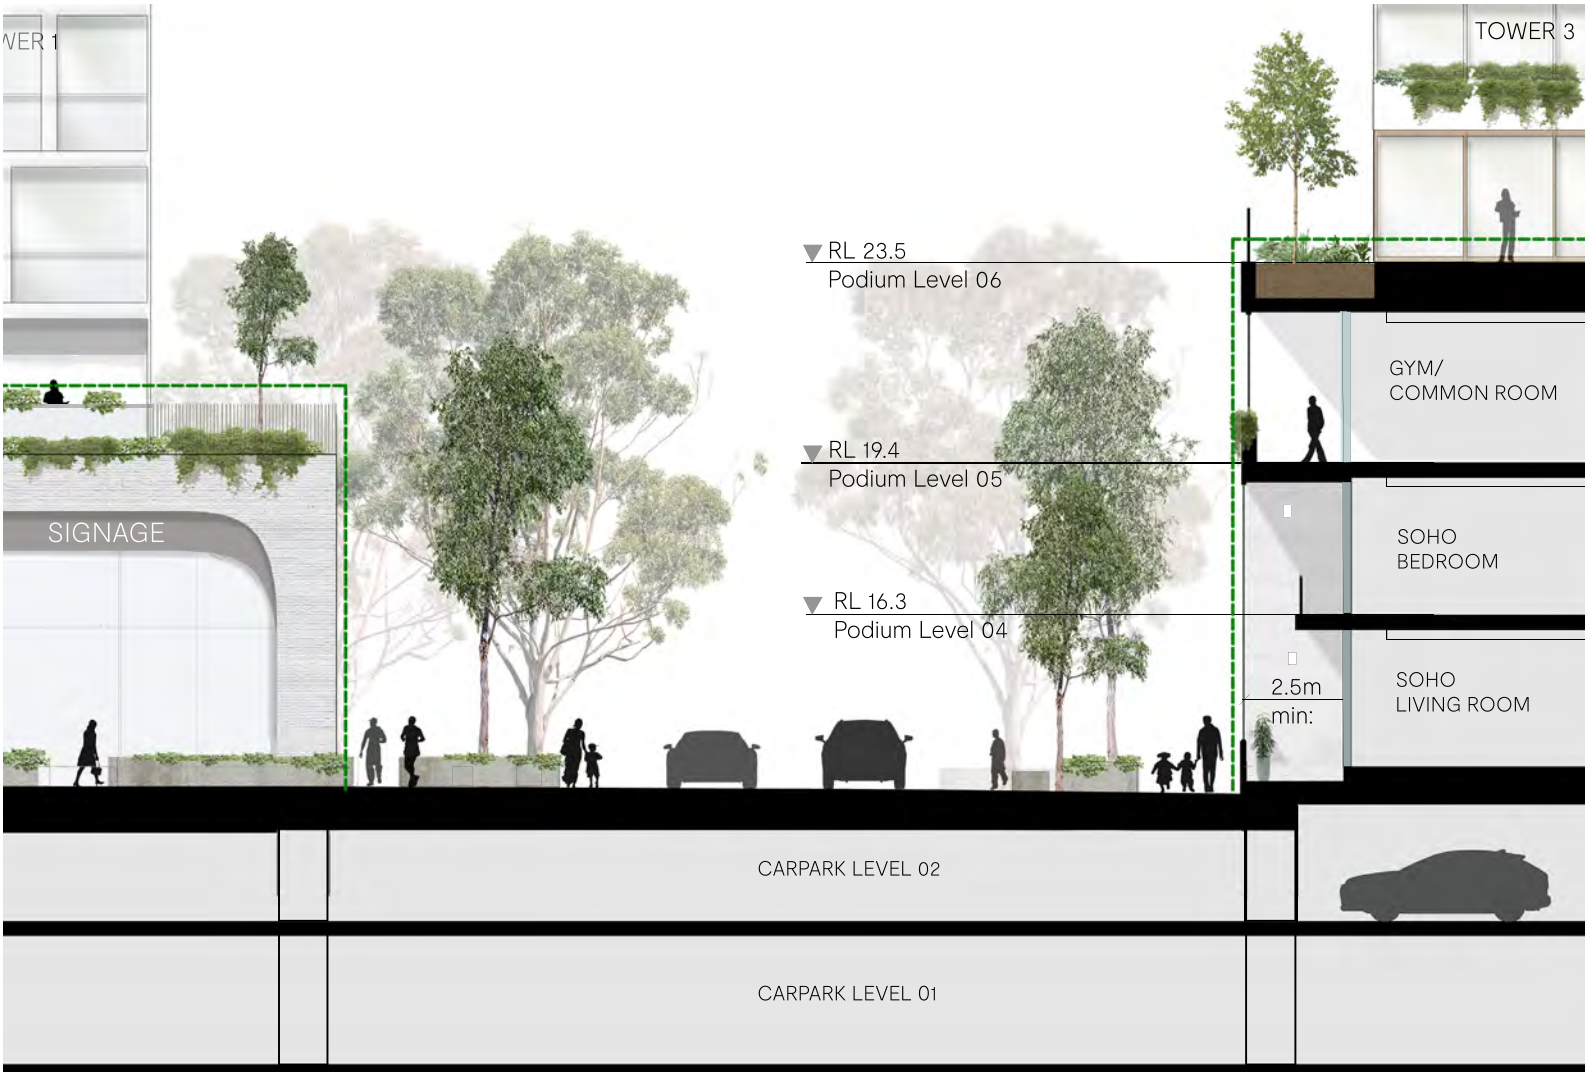 WER 1
TOWER 3
RL 23.5
Podium Level 06
GYM/
COMMON ROOM
RL 19.4
Podium Level 05
SIGNAGE
SOHO
BEDROOM
RL 16.3
Podium Level 04
SOHO
LIVING ROOM
2.5m
min:
CARPARK LEVEL 02
CARPARK LEVEL 01